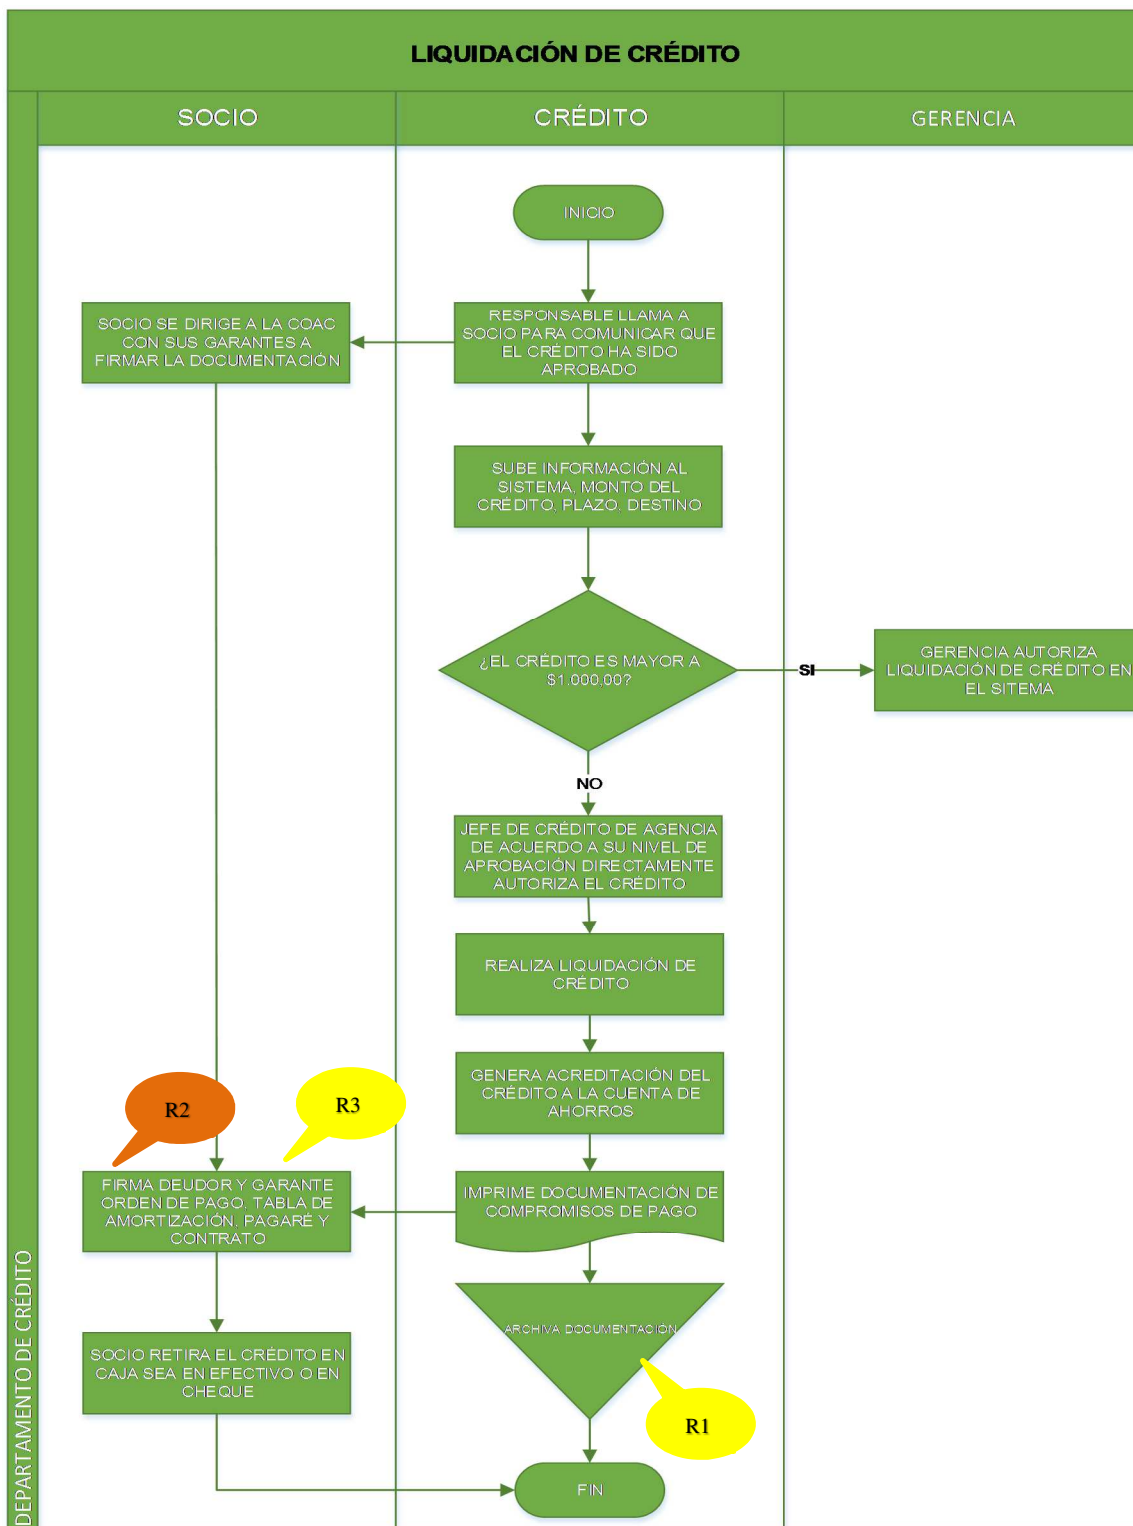 LIQUIDACIÓN DE CRÉDITO
SOCIO
CRÉDITO
GERENCIA
INICIO
SOCIO SE DIRIGE A LA COAC
CON SUS GARANTES A
FIRMAR LA DOCUMENTACIÓN
RESPONSABLE LLAMA A
SOCIO PARA COMUNICAR QUE
EL CRÉDITO HA SIDO
APROBADO
SUBE INFORMACIÓN AL
SISTEMA, MONTO DEL
CRÉDITO, PLAZO, DESTINO
¿EL CRÉDITO ES MAYOR A
$1.000,00?
SI
GERENCIA AUTORIZA
LIQUIDACIÓN DE CRÉDITO EN
EL SITEMA
NO
JEFE DE CRÉDITO DE AGENCIA
DE ACUERDO A SU NIVEL DE
APROBACIÓN DIRECTAMENTE
AUTORIZA EL CRÉDITO
REALIZA LIQUIDACIÓN DE
CRÉDITO
GENERA ACREDITACIÓN DEL
CRÉDITO A LA CUENTA DE
AHORROS
R2
R3
FIRMA DEUDOR Y GARANTE
ORDEN DE PAGO, TABLA DE
AMORTIZACIÓN, PAGARÉ Y
CONTRATO
IMPRIME DOCUMENTACIÓN DE
COMPROMISOS DE PAGO
ARCHIVA DOCUMENTACIÓN
SOCIO RETIRA EL CRÉDITO EN
CAJA SEA EN EFECTIVO O EN
CHEQUE
R1
FIN
DEPARTAMENTO DE CRÉDITO